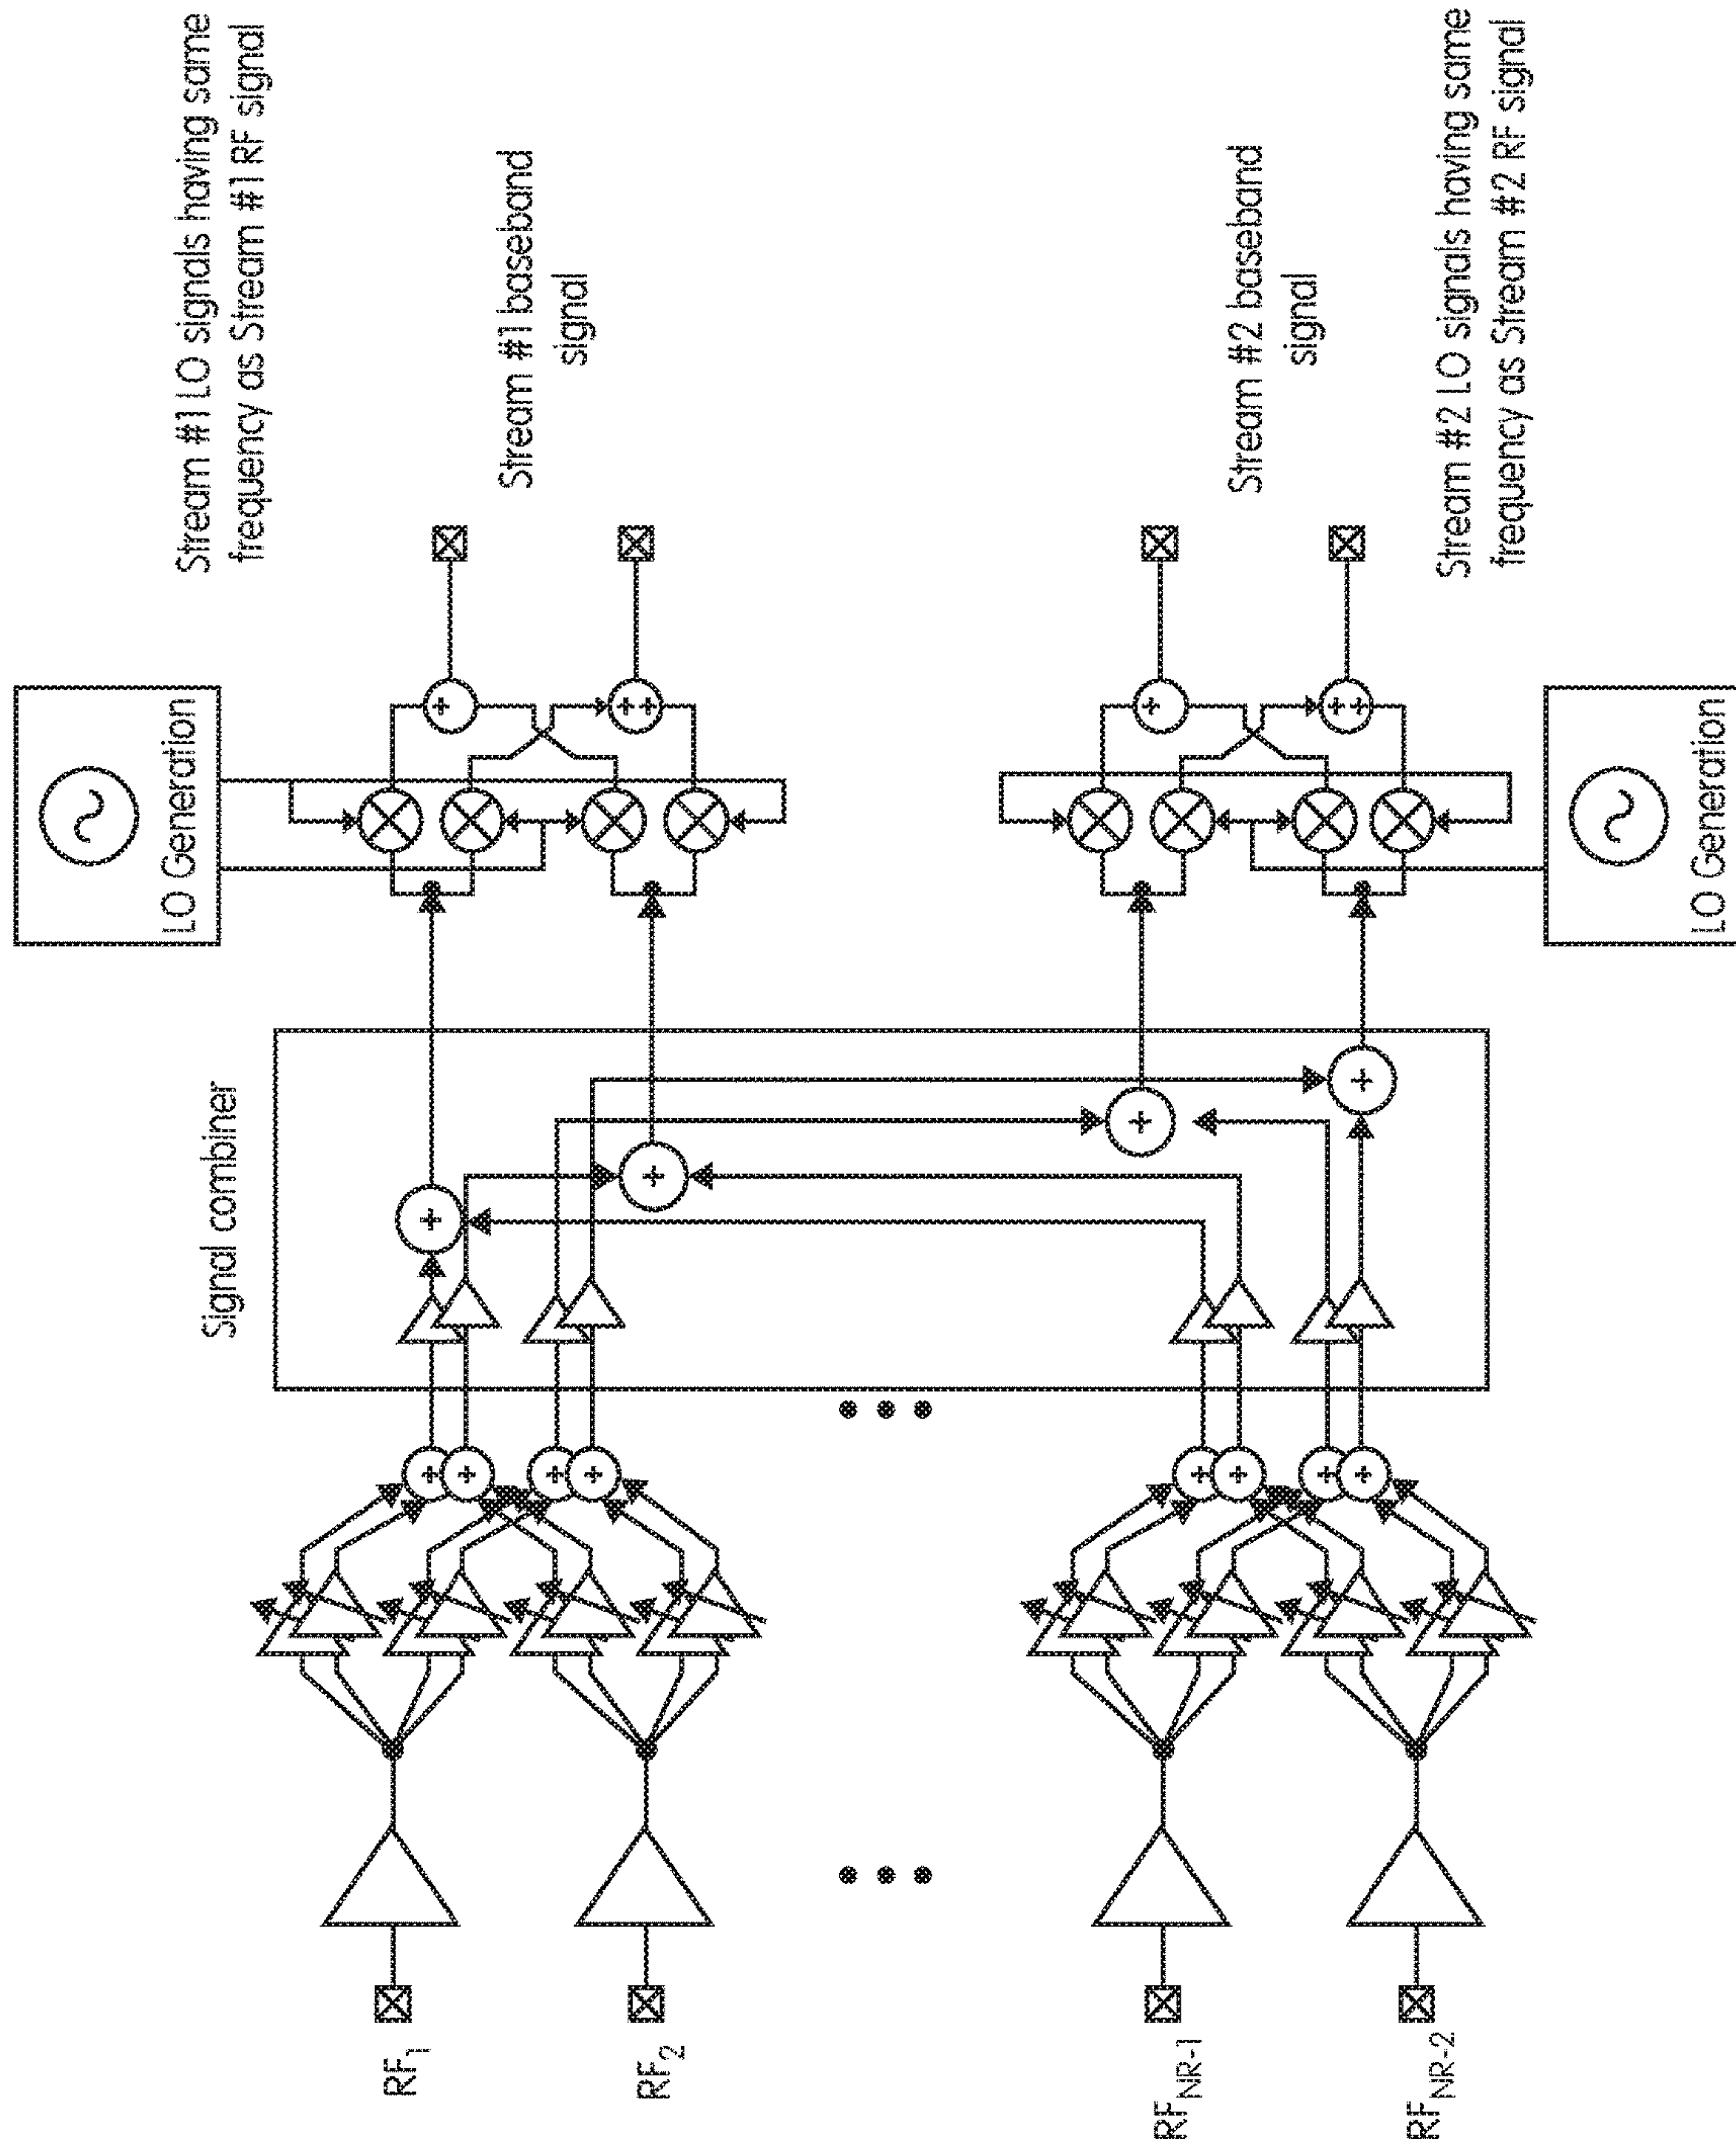 Stream #1 LO signals having same
frequency as Stream #1 RF signal
LO Generation
Stream #1 baseband
signal
Signal combiner
RF1
RF2
Stream #2 baseband
signal
RFNR-1
RFNR-2
Stream #2 LO signals having same
frequency as Stream #2 RF signal
LO Generation